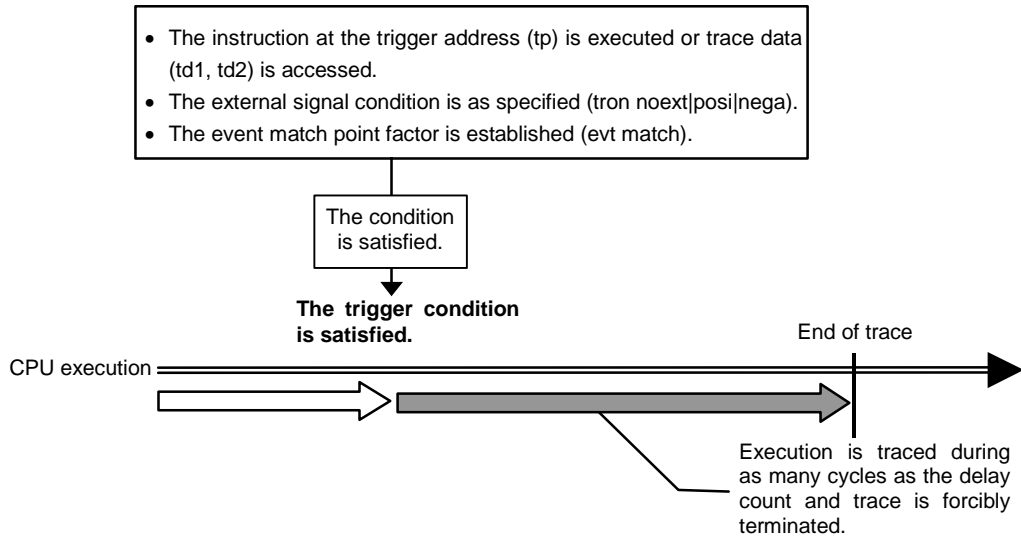 • The instruction at the trigger address (tp) is executed or trace data
(td1, td2) is accessed.
• The external signal condition is as specified (tron noext|posi|nega).
• The event match point factor is established (evt match).
The condition
is satisfied.
The trigger condition
is satisfied.
End of trace
CPU execution
Execution is traced during
as many cycles as the delay
count and trace is forcibly
terminated.